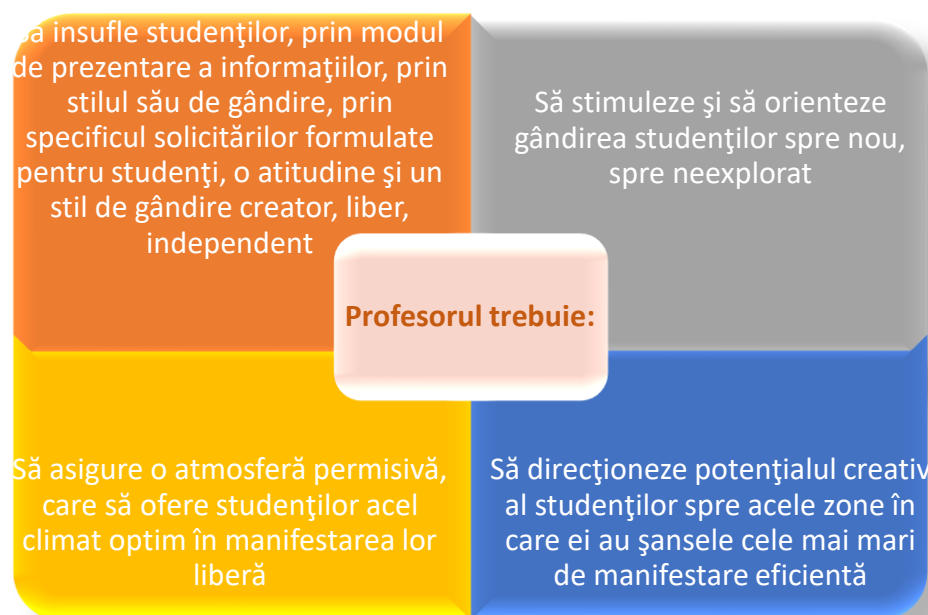 Să insufle studenţilor, prin modul
de prezentare a informaţiilor, prin
stilul său de gândire, prin
specificul solicitărilor formulate
pentru studenţi, o atitudine şi un
stil de gândire creator, liber,
independent
Să stimuleze şi să orienteze
gândirea studenţilor spre nou,
spre neexplorat
Profesorul trebuie:
Să asigure o atmosferă permisivă,
care să ofere studenţilor acel
climat optim în manifestarea lor
liberă
Să direcţioneze potenţialul creativ
al studenţilor spre acele zone în
care ei au şansele cele mai mari
de manifestare eficientă